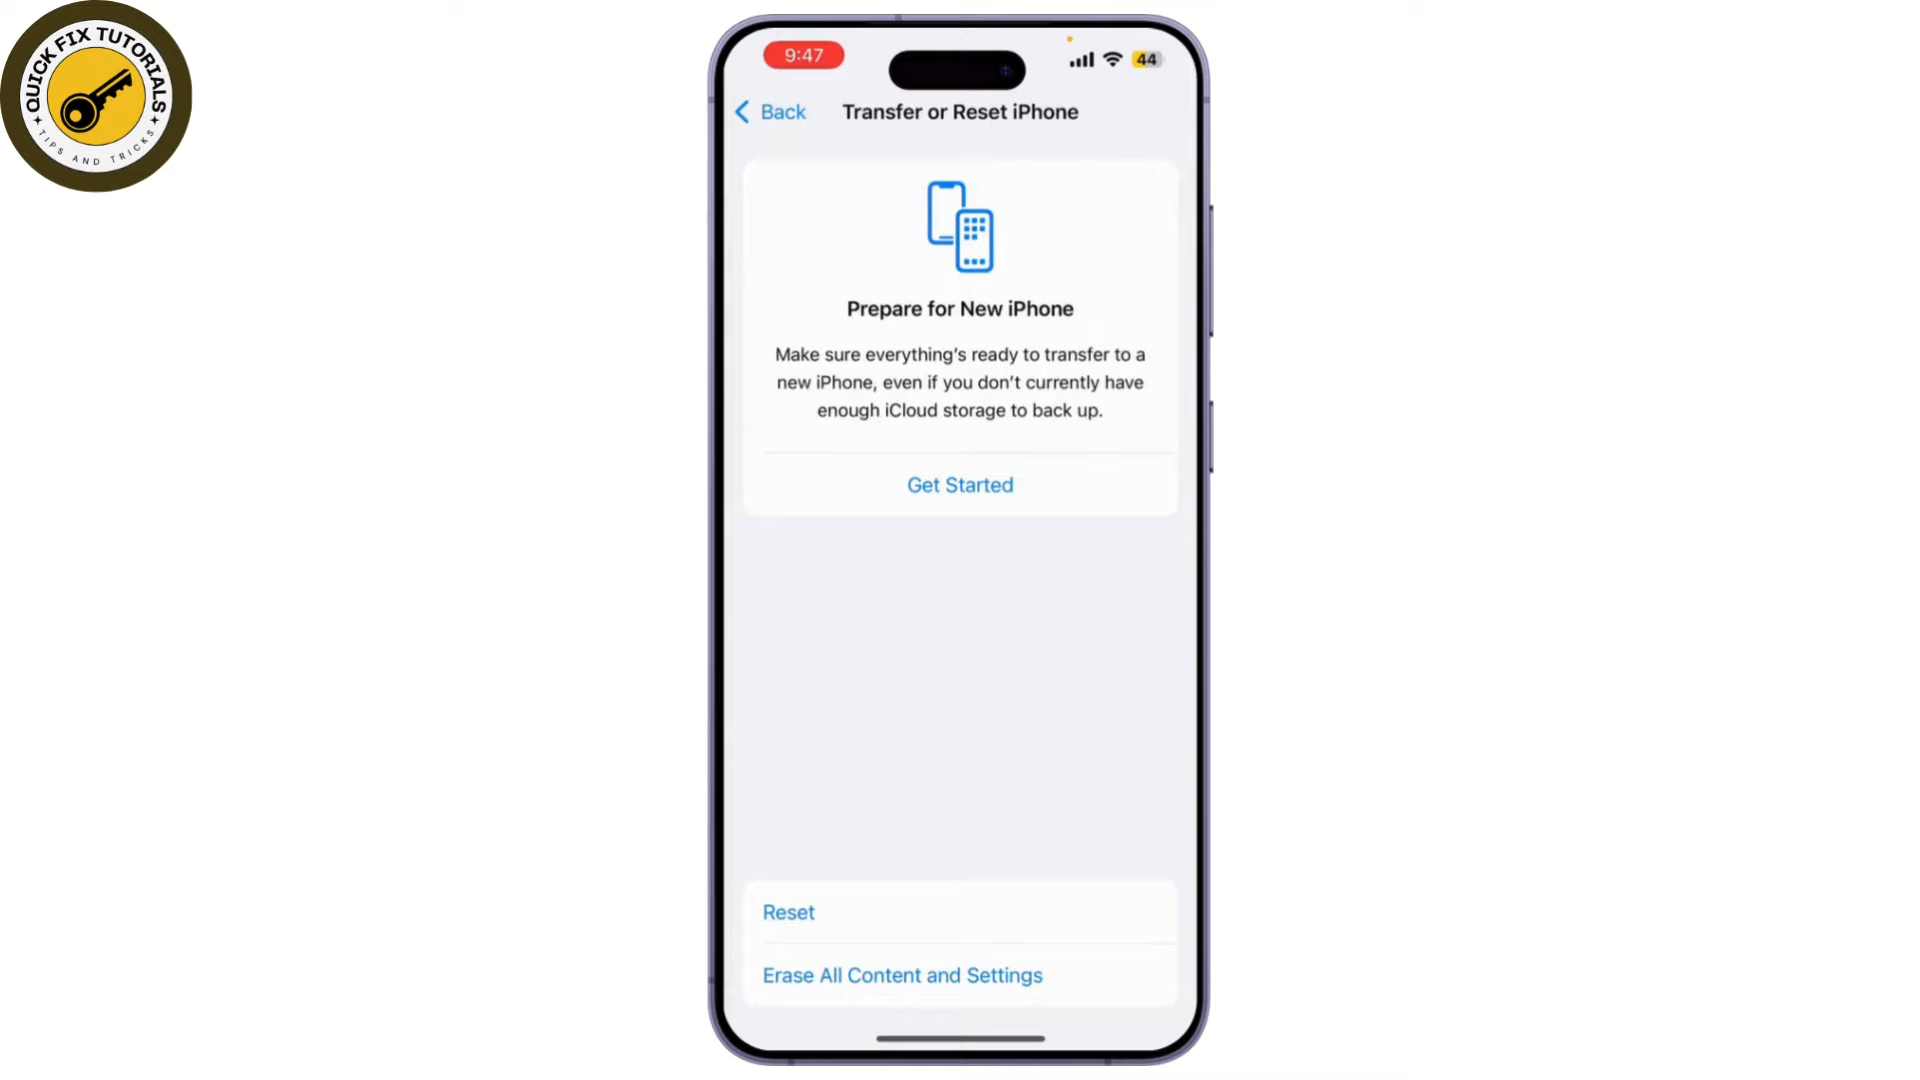 QUICK FIX TUTORIALS
TIPS AND TRICKS
9:47
44
Back
Transfer or Reset iPhone
Prepare for New iPhone
Make sure everything's ready to transfer to a
new iPhone, even if you don't currently have
enough iCloud storage to back up.
Get Started
Reset
Erase All Content and Settings